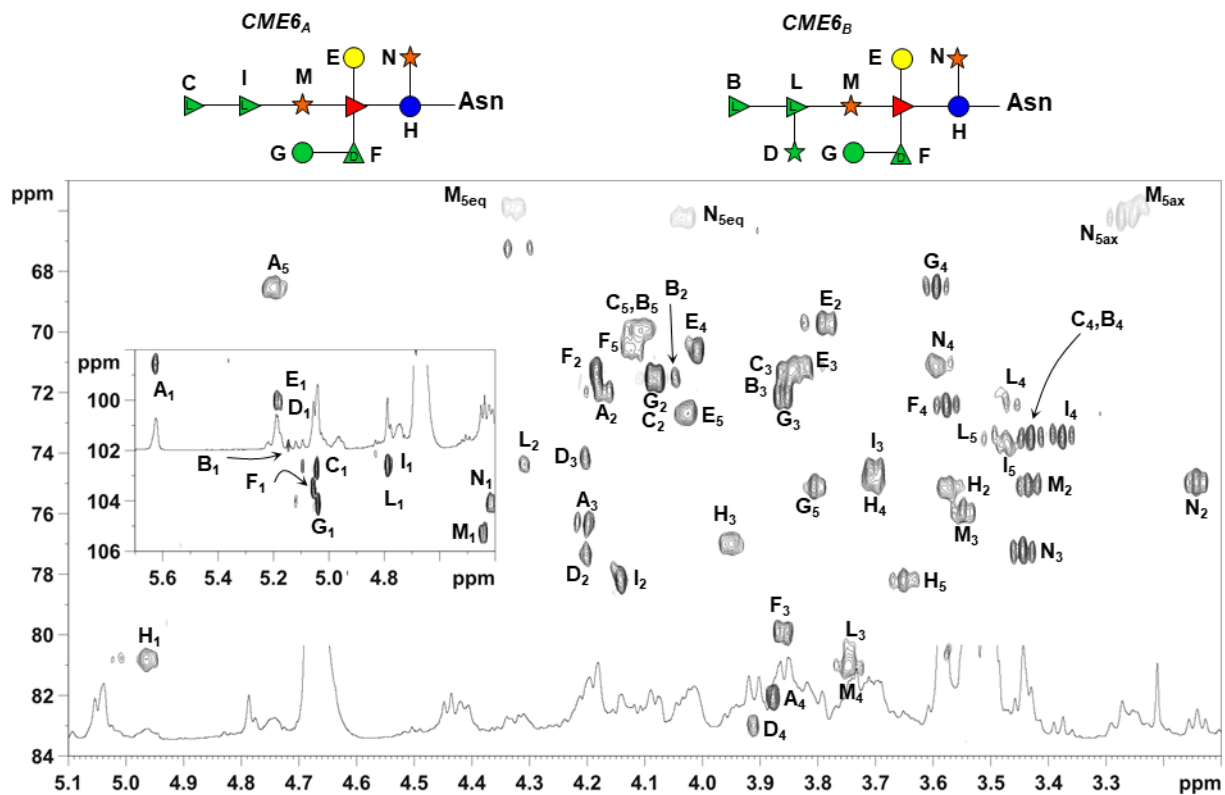 CME6A CME6B
E N E N
C I M Asn B L M Asn
L L H L L H
G D F D G D F
ppm
M5eq N5eq M5ax
N5ax
68 A5 G4
C5,B5 B2 E2 C4,B4
70 F5 E4 N4
ppm F2 C3 E3 L4
72 B3 F4
A1 100 E1 A2 G2 G3
D1 C2 E5 L5 I4
74 102 L2 D3 I3 I5
B1 C1 I1 H2 M2
F1 N1 G5 H4
76 104 L1 A3 M3 N2
G1 M1 H3
106 D2 N3
78 5.6 5.4 5.2 5.0 4.8 ppm I2 H5
80 F3
H1 L3
82 M4
A4
D4
84
5.1 5.0 4.9 4.8 4.7 4.6 4.5 4.4 4.3 4.2 4.1 4.0 3.9 3.8 3.7 3.6 3.5 3.4 3.3 ppm